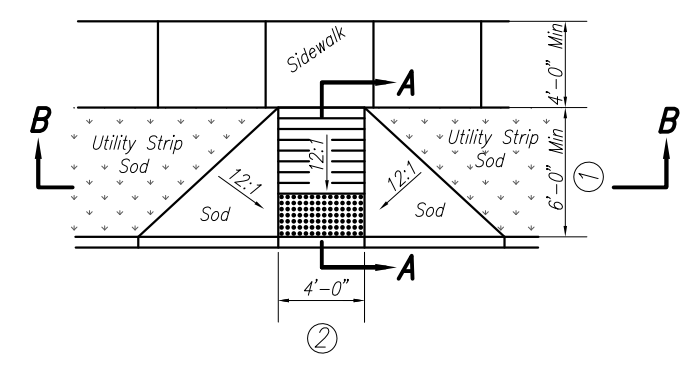 Sidewalk
4'-0" Min
A
B
B
Utility Strip
Sod
Utility Strip
Sod
12:1
12:1
12:1
6'-0" Min
1
Sod
Sod
A
4'-0"
2